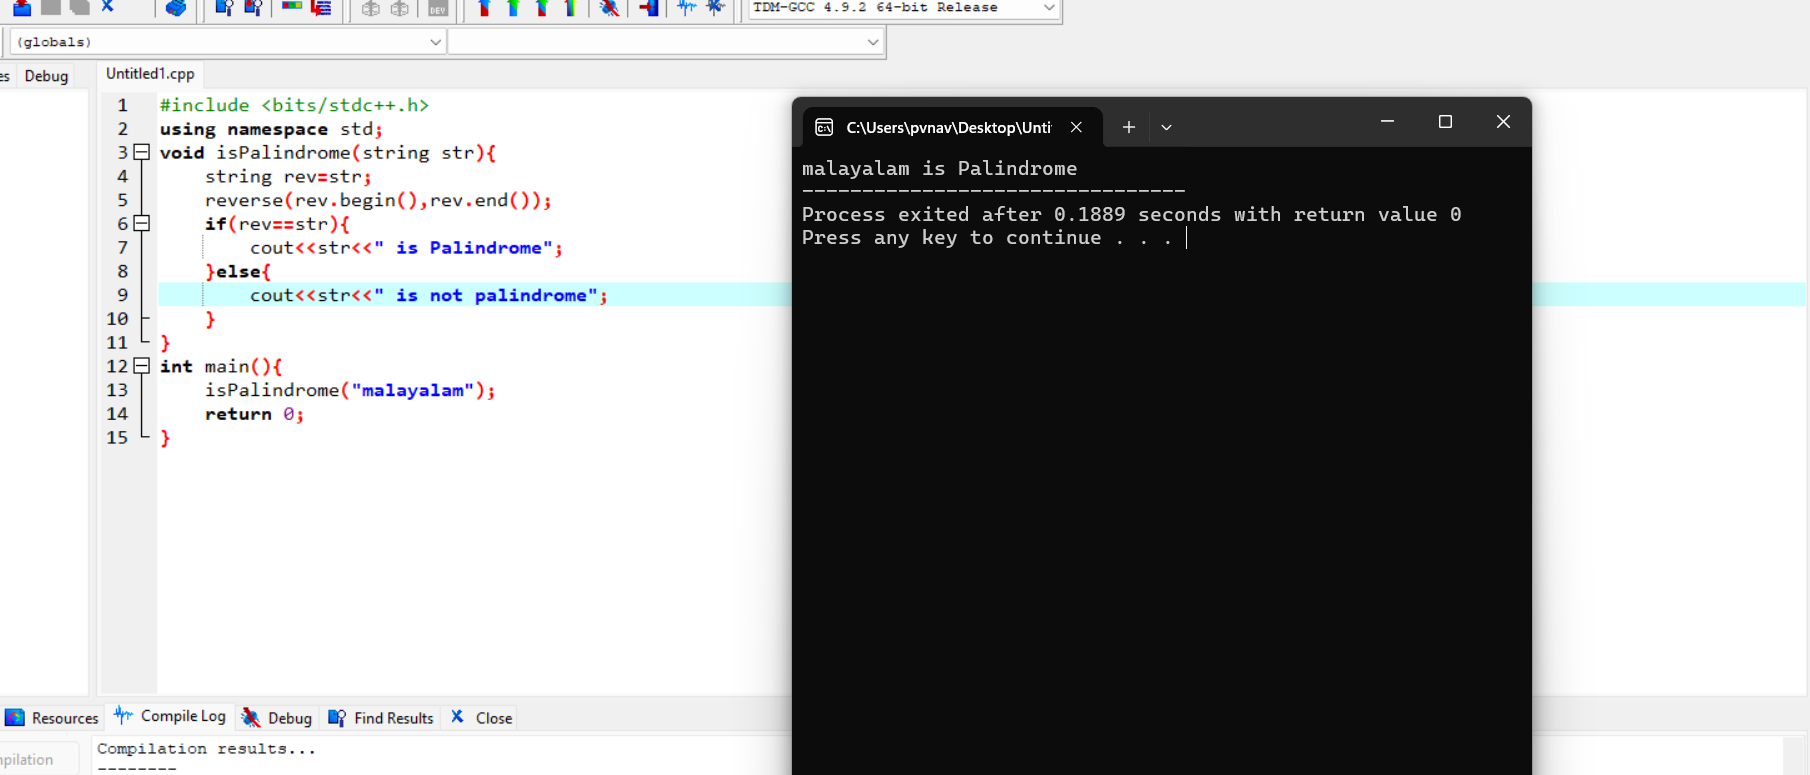 DEV
TDM-GCC 4.9.2 64-bit Release
(globals)
es Debug Untitled1.cpp
1 #include <bits/stdc++.h>
2 using namespace std;
3 void isPalindrome(string str){
4 string rev=str;
5 reverse(rev.begin(),rev.end());
6 if(rev==str){
7 cout<<str<<" is Palindrome";
8 }else{
9 cout<<str<<" is not palindrome";
10 }
11 }
12 int main(){
13 isPalindrome("malayalam");
14 return 0;
15 }
C:\Users\pvnav\Desktop\Unti
malayalam is Palindrome
--------------------------------
Process exited after 0.1889 seconds with return value 0
Press any key to continue . . .
Resources Compile Log Debug Find Results Close
pilation
Compilation results...
--------